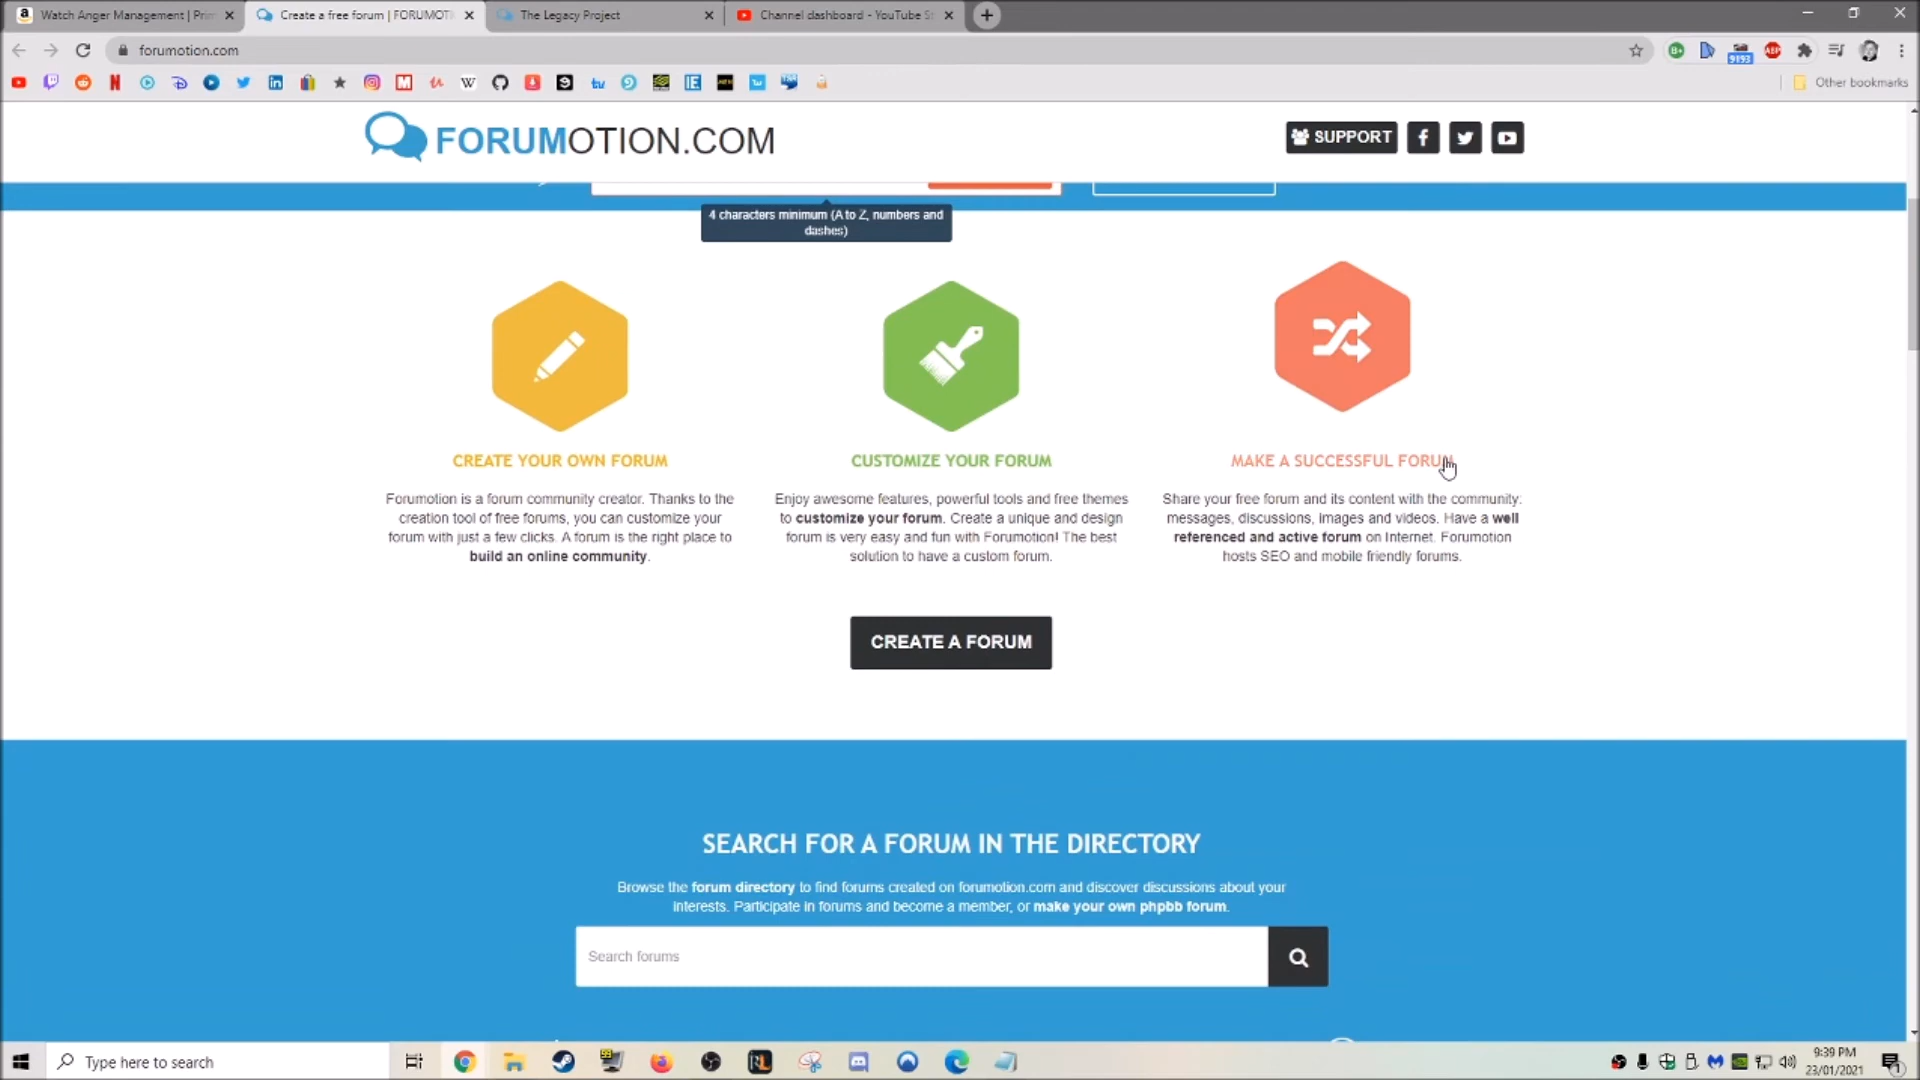 Watch Anger Management | Prim
Create a free forum | FORUMOTI
The Legacy Project
Channel dashboard - YouTube St
forumotion.com
9193
ABP
Other bookmarks
FORUMOTION.COM
SUPPORT
4 characters minimum (A to Z, numbers and
dashes)
CREATE YOUR OWN FORUM
Forumotion is a forum community creator. Thanks to the
creation tool of free forums, you can customize your
forum with just a few clicks. A forum is the right place to
build an online community.
CUSTOMIZE YOUR FORUM
Enjoy awesome features, powerful tools and free themes
to customize your forum. Create a unique and design
forum is very easy and fun with Forumotion! The best
solution to have a custom forum.
MAKE A SUCCESSFUL FORUM
Share your free forum and its content with the community:
messages, discussions, images and videos. Have a well
referenced and active forum on Internet. Forumotion
hosts SEO and mobile friendly forums.
CREATE A FORUM
SEARCH FOR A FORUM IN THE DIRECTORY
Browse the forum directory to find forums created on forumotion.com and discover discussions about your
interests. Participate in forums and become a member, or make your own phpbb forum.
Search forums
Type here to search
9:39 PM
23/01/2021